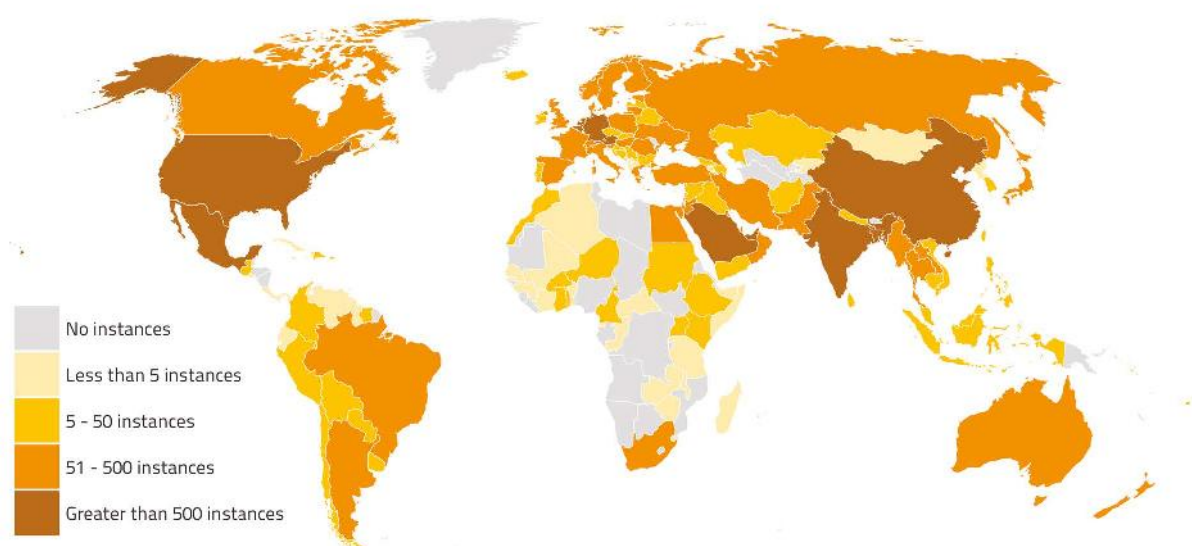 No instances
Less than 5 instances
5 - 50 instances
51 - 500 instances
Greater than 500 instances